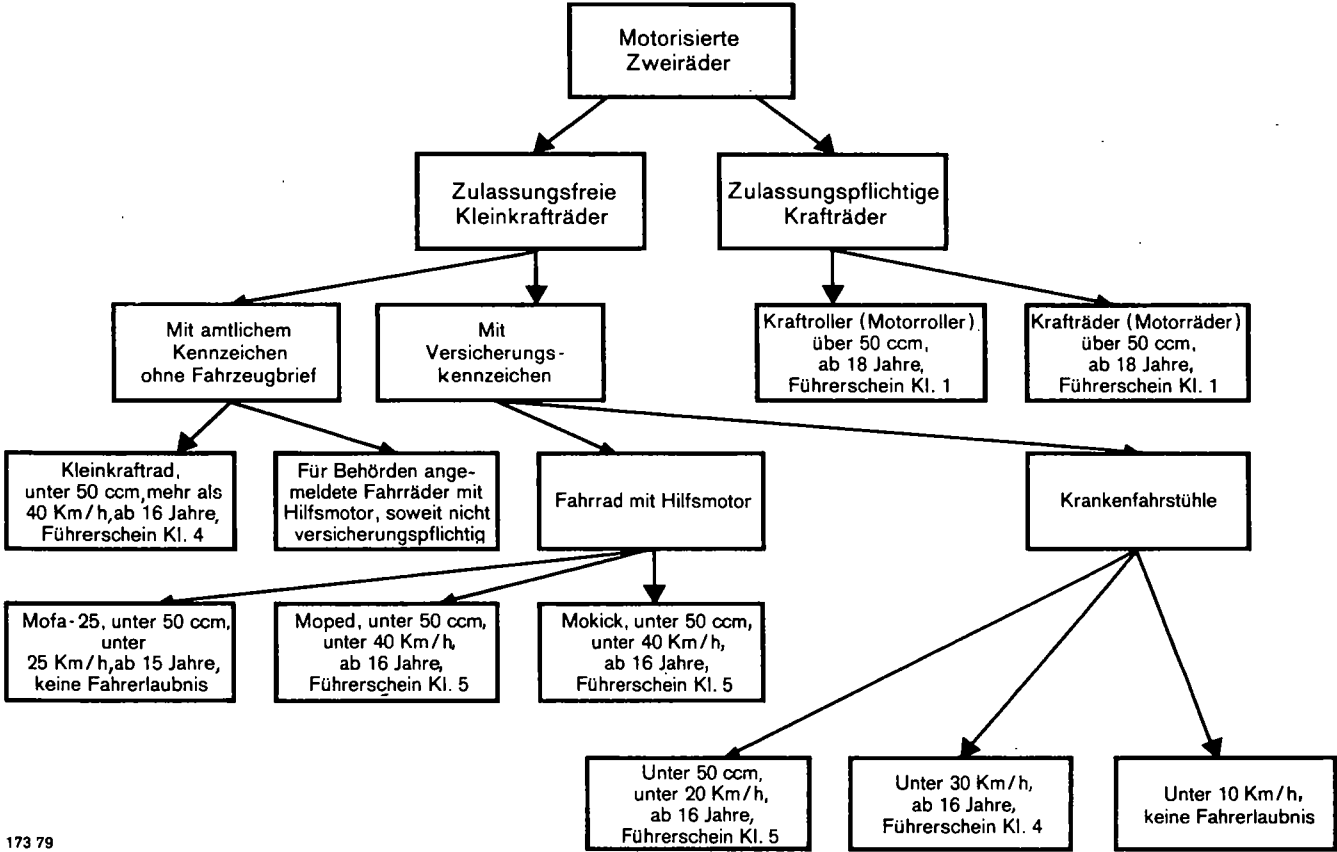 Motorisierte
Zweiräder
Zulassungsfreie
Kleinkrafträder
Zulassungspflichtige
Krafträder
Mit amtlichem
Kennzeichen
ohne Fahrzeugbrief
Mit
Versicherungs-
kennzeichen
Kraftroller (Motorroller)
über 50 ccm,
ab 18 Jahre,
Führerschein Kl. 1
Krafträder (Motorräder)
über 50 ccm,
ab 18 Jahre,
Führerschein Kl. 1
Kleinkraftrad,
unter 50 ccm, mehr als
40 Km/h, ab 16 Jahre,
Führerschein Kl. 4
Für Behörden ange-
meldete Fahrräder mit
Hilfsmotor, soweit nicht
versicherungspflichtig
Fahrrad mit Hilfsmotor
Krankenfahrstühle
Mofa-25, unter 50 ccm,
unter
25 Km/h, ab 15 Jahre,
keine Fahrerlaubnis
Moped, unter 50 ccm,
unter 40 Km/h,
ab 16 Jahre,
Führerschein Kl. 5
Mokick, unter 50 ccm,
unter 40 Km/h,
ab 16 Jahre,
Führerschein Kl. 5
Unter 50 ccm,
unter 20 Km/h,
ab 16 Jahre,
Führerschein Kl. 5
Unter 30 Km/h,
ab 16 Jahre,
Führerschein Kl. 4
Unter 10 Km/h,
keine Fahrerlaubnis
173 79